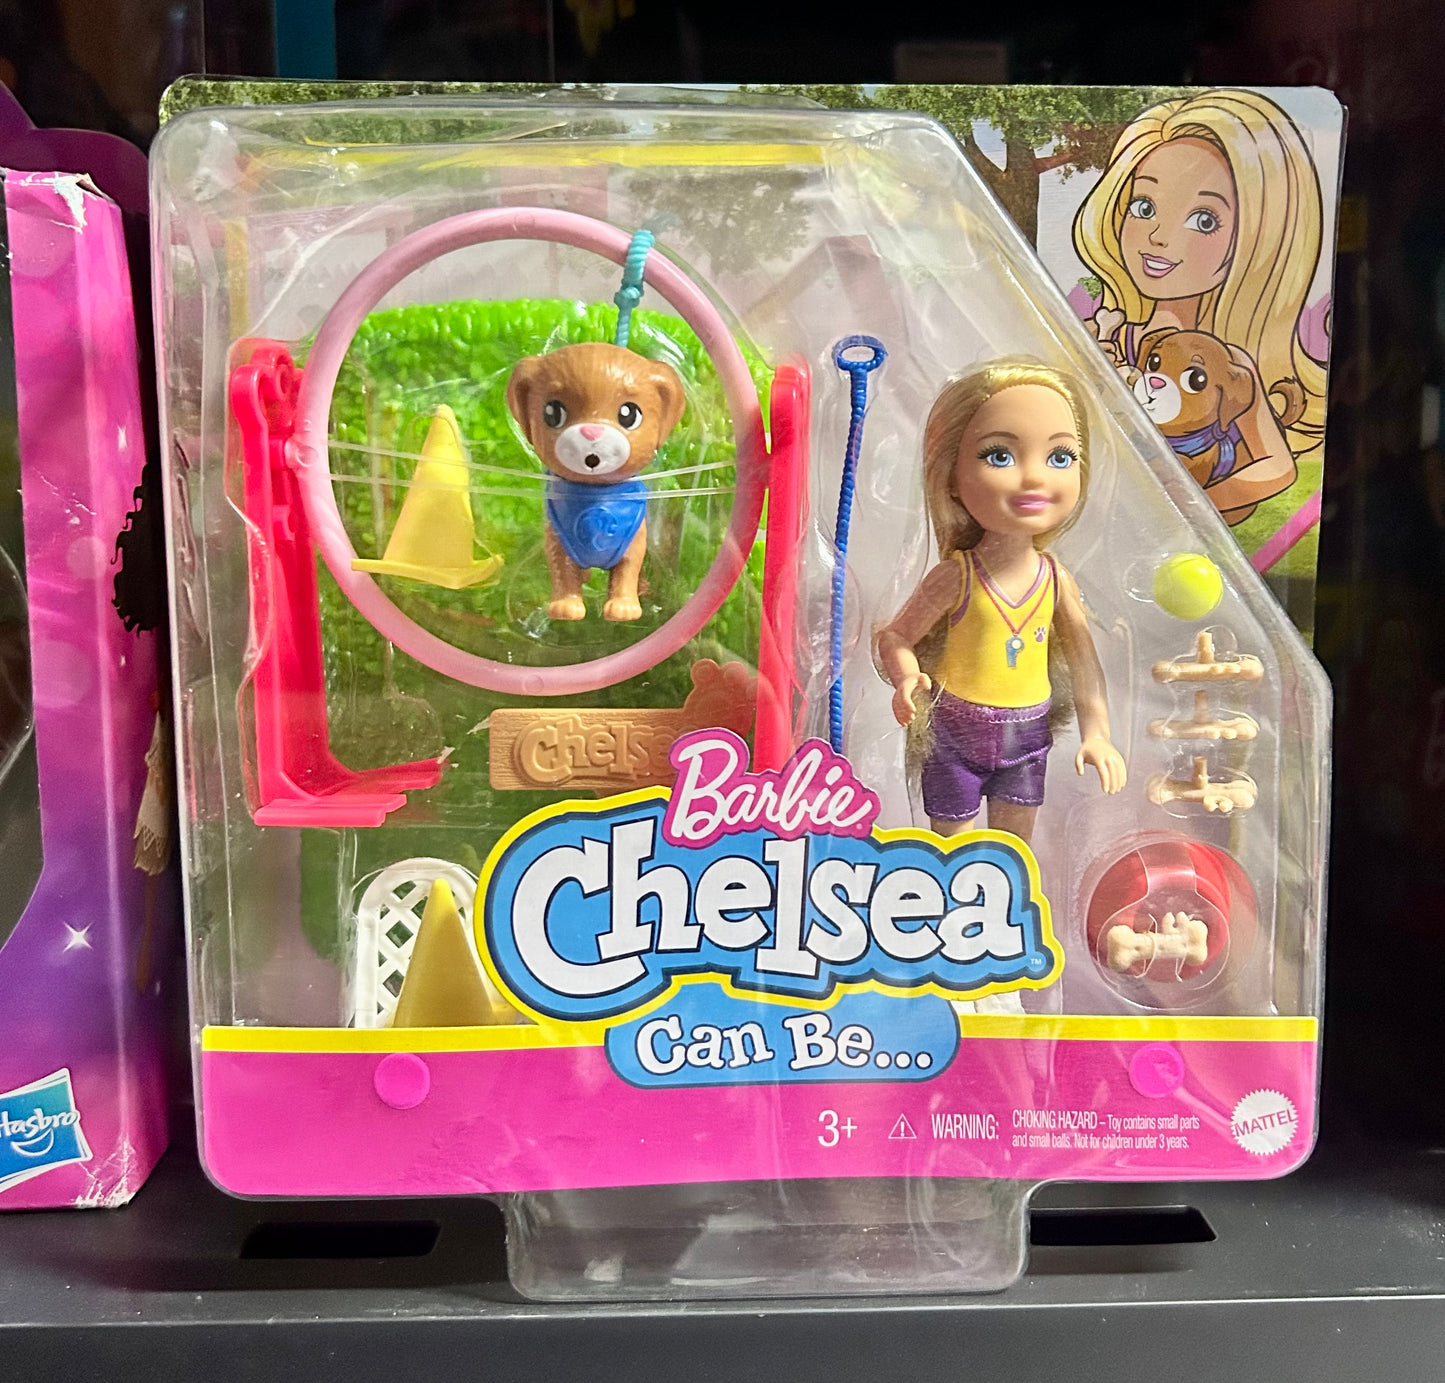 Chelsea
Barbie
Chelsea™
Can Be...
3+
WARNING:
CHOKING HAZARD – Toy contains small parts
and small balls. Not for children under 3 years.
MATTEL
Hasbro